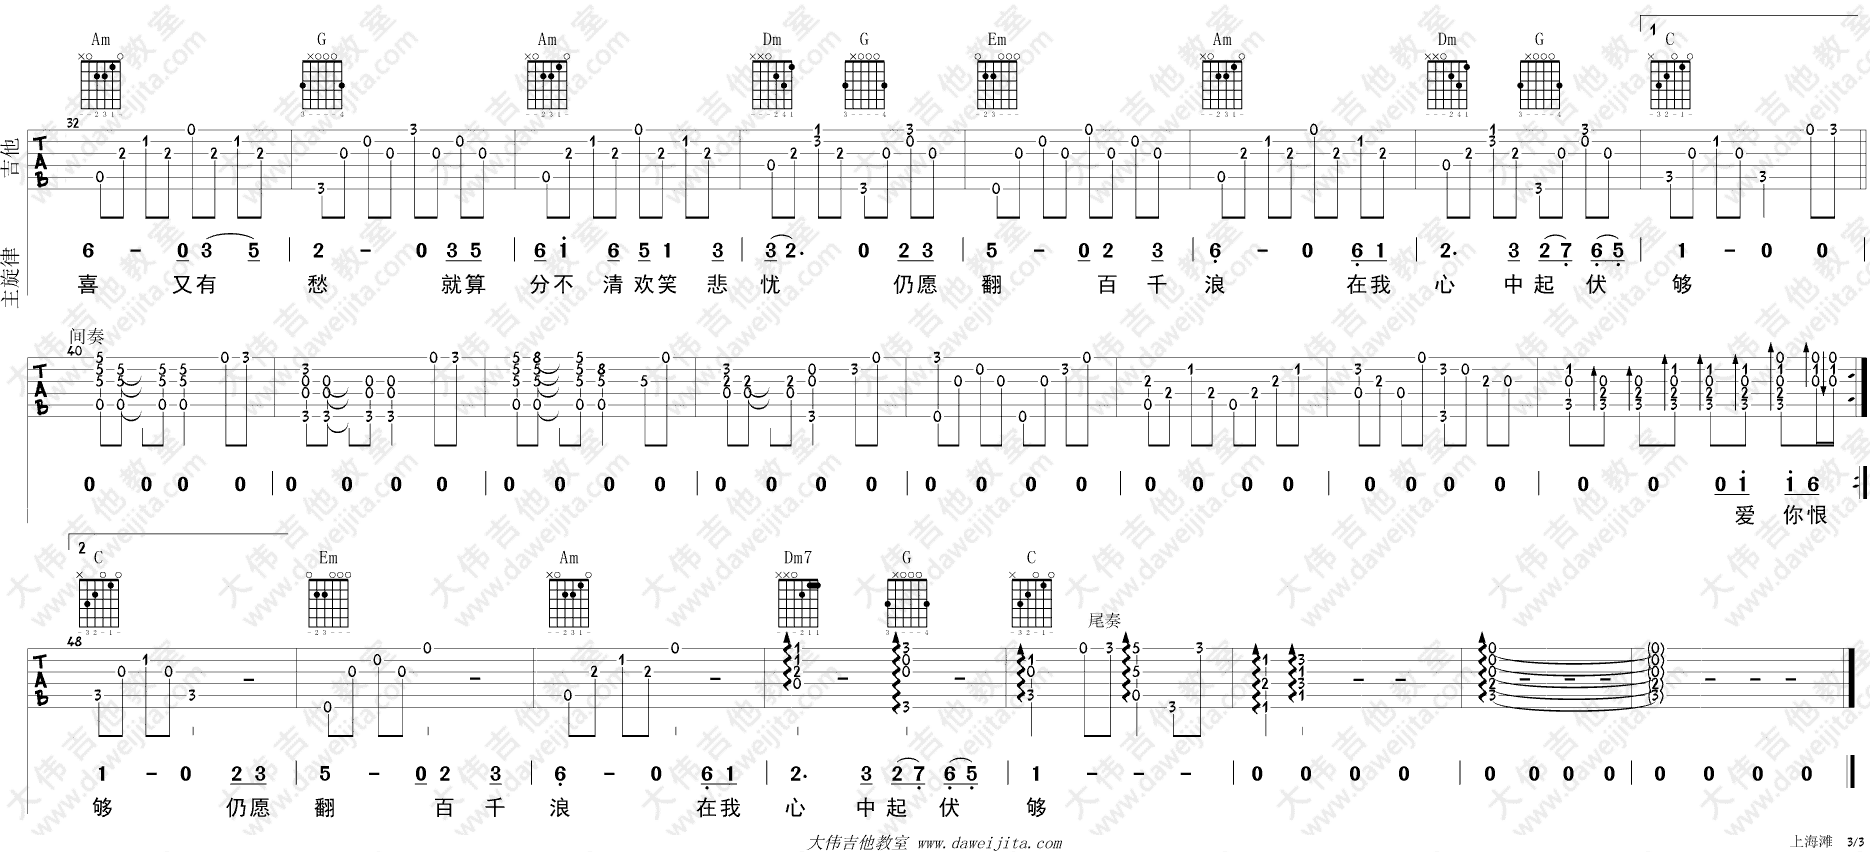 Am G Am Dm G Em Am Dm G 1 C
吉他 32
主旋律 6 - 0 3 5 | 2 - 0 3 5 | 6 1 6 5 1 3 | 3 2. 0 2 3 | 5 - 0 2 3 | 6 - 0 6 1 | 2. 3 2 7 6 5 | 1 - 0 0 |
喜 又有 愁 就算 分不 清欢笑 悲 忧 仍愿 翻 百 千 浪 在我 心 中起 伏 够
间奏
40
0 0 0 0 | 0 0 0 0 | 0 0 0 0 | 0 0 0 0 | 0 0 0 0 | 0 0 0 0 | 0 0 0 0 | 0 0 0 1 1 6
爱 你恨
2 C Em Am Dm7 G C
尾奏
48
1 - 0 2 3 | 5 - 0 2 3 | 6 - 0 6 1 | 2. 3 2 7 6 5 | 1 - - - | 0 0 0 0 | 0 0 0 0 | 0 0 0 0
够 仍愿 翻 百 千 浪 在我 心 中起 伏 够
大伟吉他教室 www.daweijita.com
上海滩 3/3